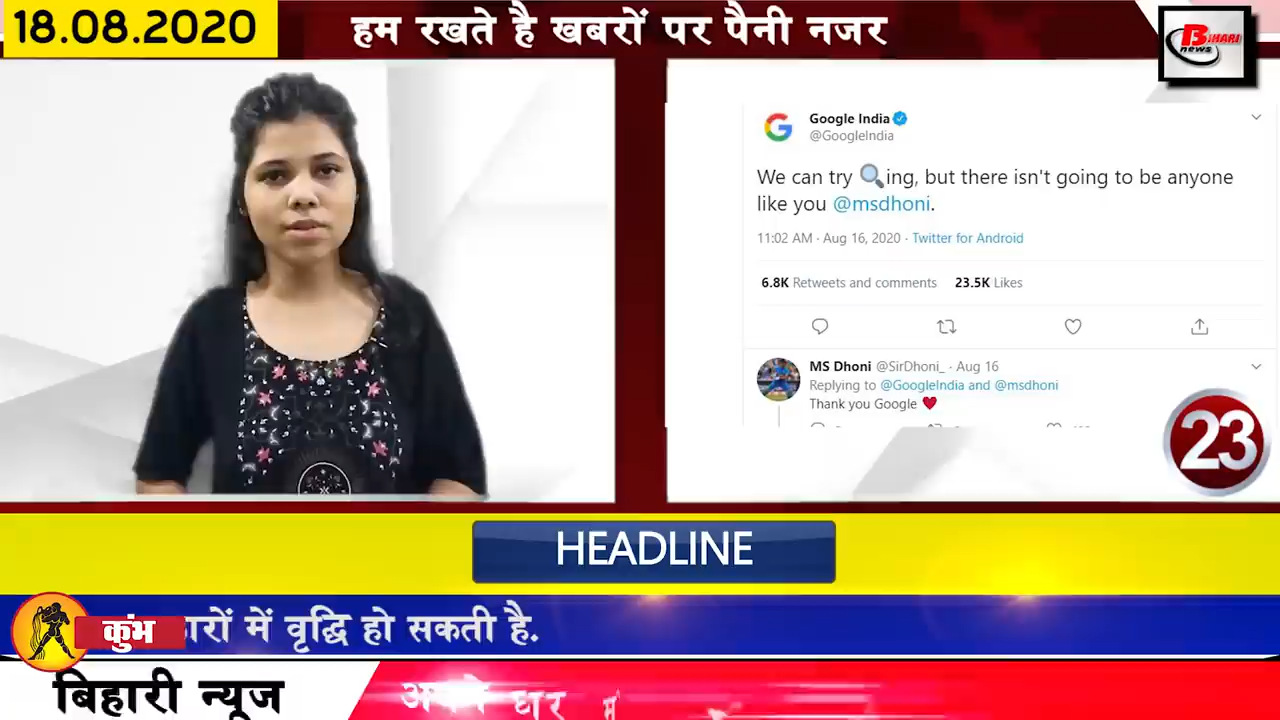 18.08.2020
हम रखते है खबरों पर पैनी नजर
BIHARI
news
Google India
@GoogleIndia
We can try 🔍ing, but there isn't going to be anyone
like you @msdhoni.
11:02 AM · Aug 16, 2020 · Twitter for Android
6.8K Retweets and comments 23.5K Likes
MS Dhoni @SirDhoni_ · Aug 16
Replying to @GoogleIndia and @msdhoni
Thank you Google ❤
23
HEADLINE
कुंभ
में वृद्धि हो सकती है.
बिहारी न्यूज
घर